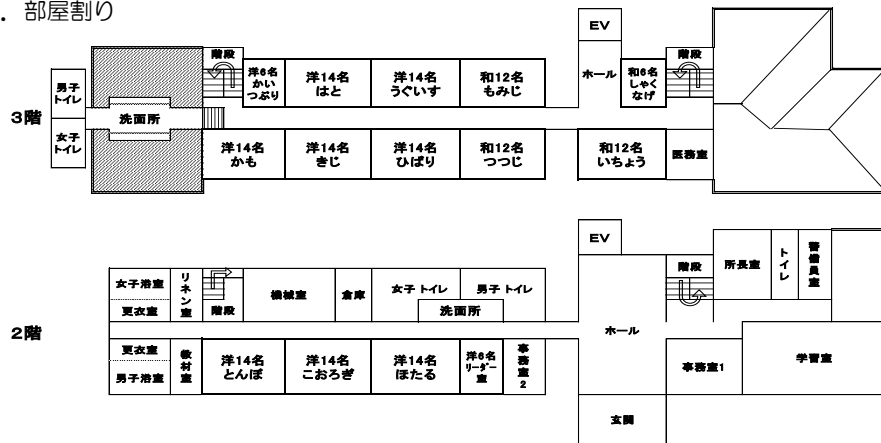 . 部屋割り
EV
階段
洋6名
かい
つぶり
洋14名
はと
洋14名
うぐいす
和12名
もみじ
ホール
和6名
しゃく
なげ
階段
男子
トイレ
3階
洗面所
女子
トイレ
洋14名
かも
洋14名
きじ
洋14名
ひばり
和12名
つつじ
和12名
いちょう
医務室
EV
階段
所長室
トイレ
警備員室
女子浴室
更衣室
リネン室
階段
機械室
倉庫
女子 トイレ
男子 トイレ
洗面所
2階
ホール
更衣室
男子浴室
教材室
洋14名
とんぼ
洋14名
こおろぎ
洋14名
ほたる
洋6名
リーダー
室
事務室2
事務室1
学習室
玄関